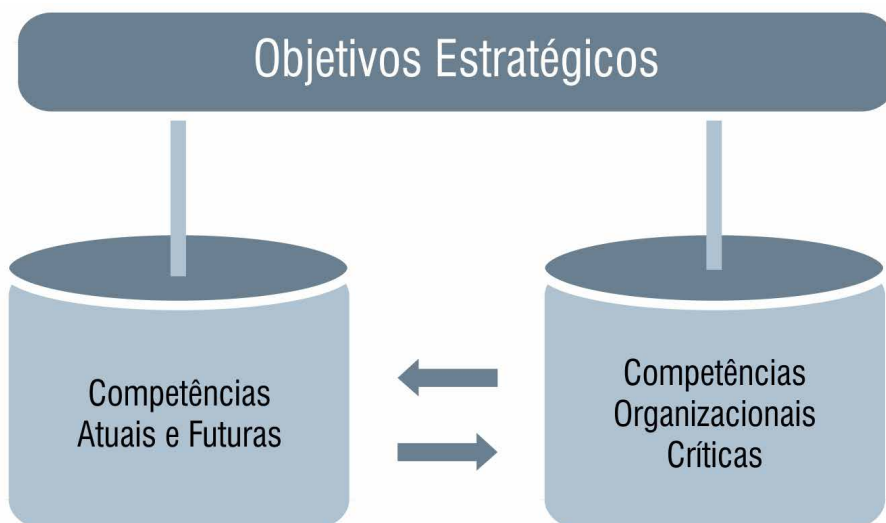 Objetivos Estratégicos
Competências
Atuais e Futuras
Competências
Organizacionais
Críticas